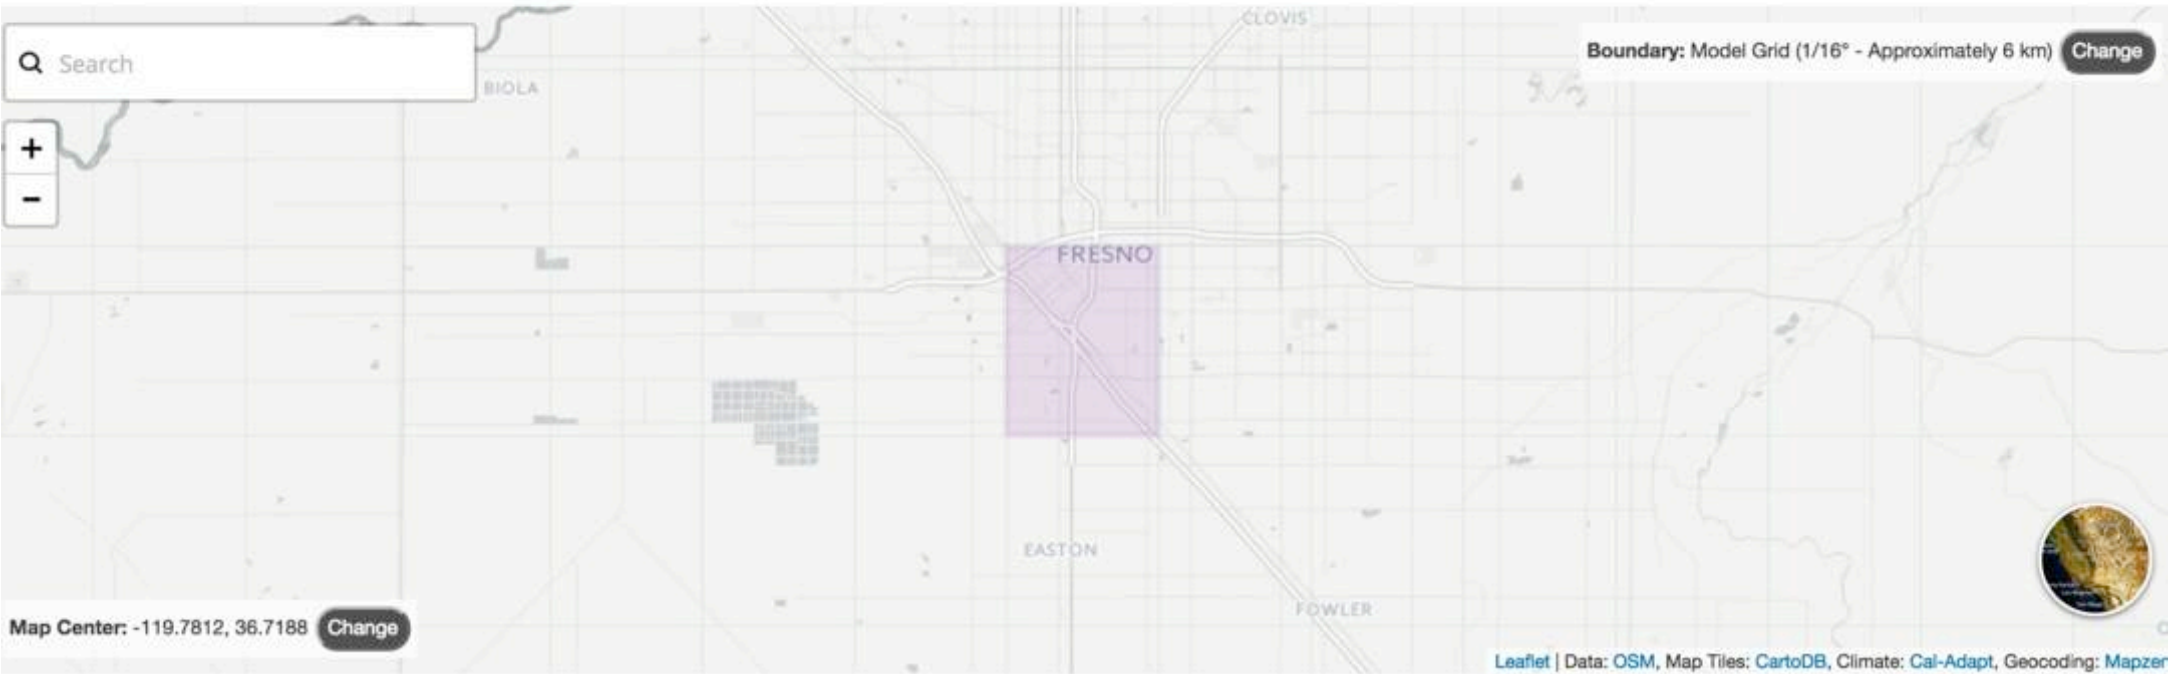 CLOVIS
Search
Boundary: Model Grid (1/16° - Approximately 6 km) Change
BIOLA
+
−
FRESNO
EASTON
FOWLER
Map Center: -119.7812, 36.7188 Change
Leaflet | Data: OSM, Map Tiles: CartoDB, Climate: Cal-Adapt, Geocoding: Mapzen